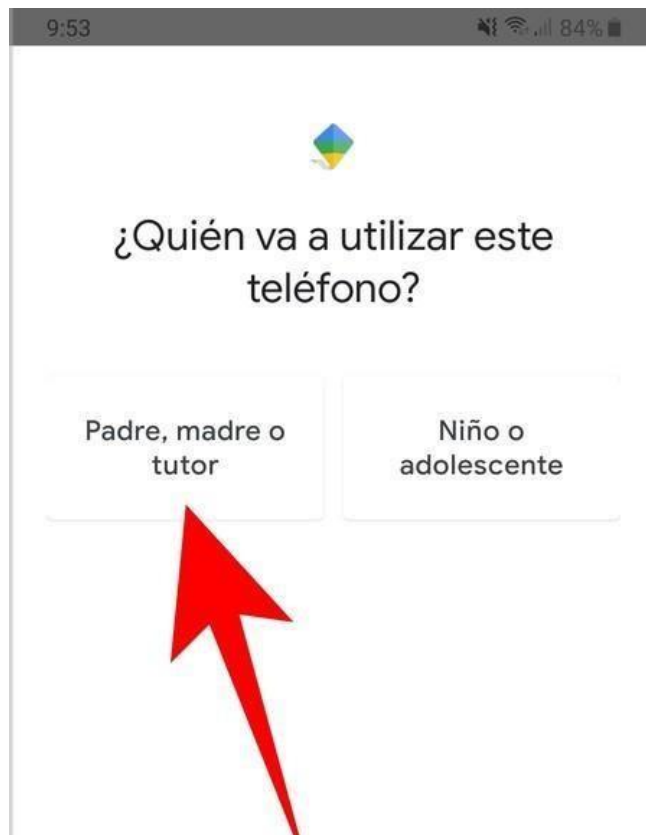 9:53 84%
¿Quién va a utilizar este
teléfono?
Padre, madre o
tutor
Niño o
adolescente